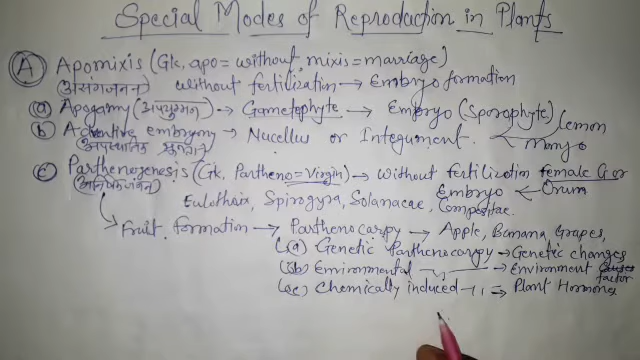 Special Modes of Reproduction in Plants
(A) Apomixis (Gk, apo = without, mixis = marriage)
(असंगजनन) without fertilization → Embryo formation
(a) Apogamy (अपयुग्मन) → Gametophyte → Embryo (Sporophyte)
(b) Adventive embryony → Nucellus or Integument. Lemon
Mango
(c) Parthenogenesis (Gk, Partheno = Virgin) → Without fertilization female G or
Embryo ← Ovum
Eulothrix, Spirogyra, Solanaceae, Compositae.
Fruit formation → Parthenocarpy → Apple, Banana, Grapes,
(a) Genetic Parthenocarpy → Genetic changes
(b) Environmental -〃- → Environment factor
(c) Chemically induced -〃- → Plant Hormones